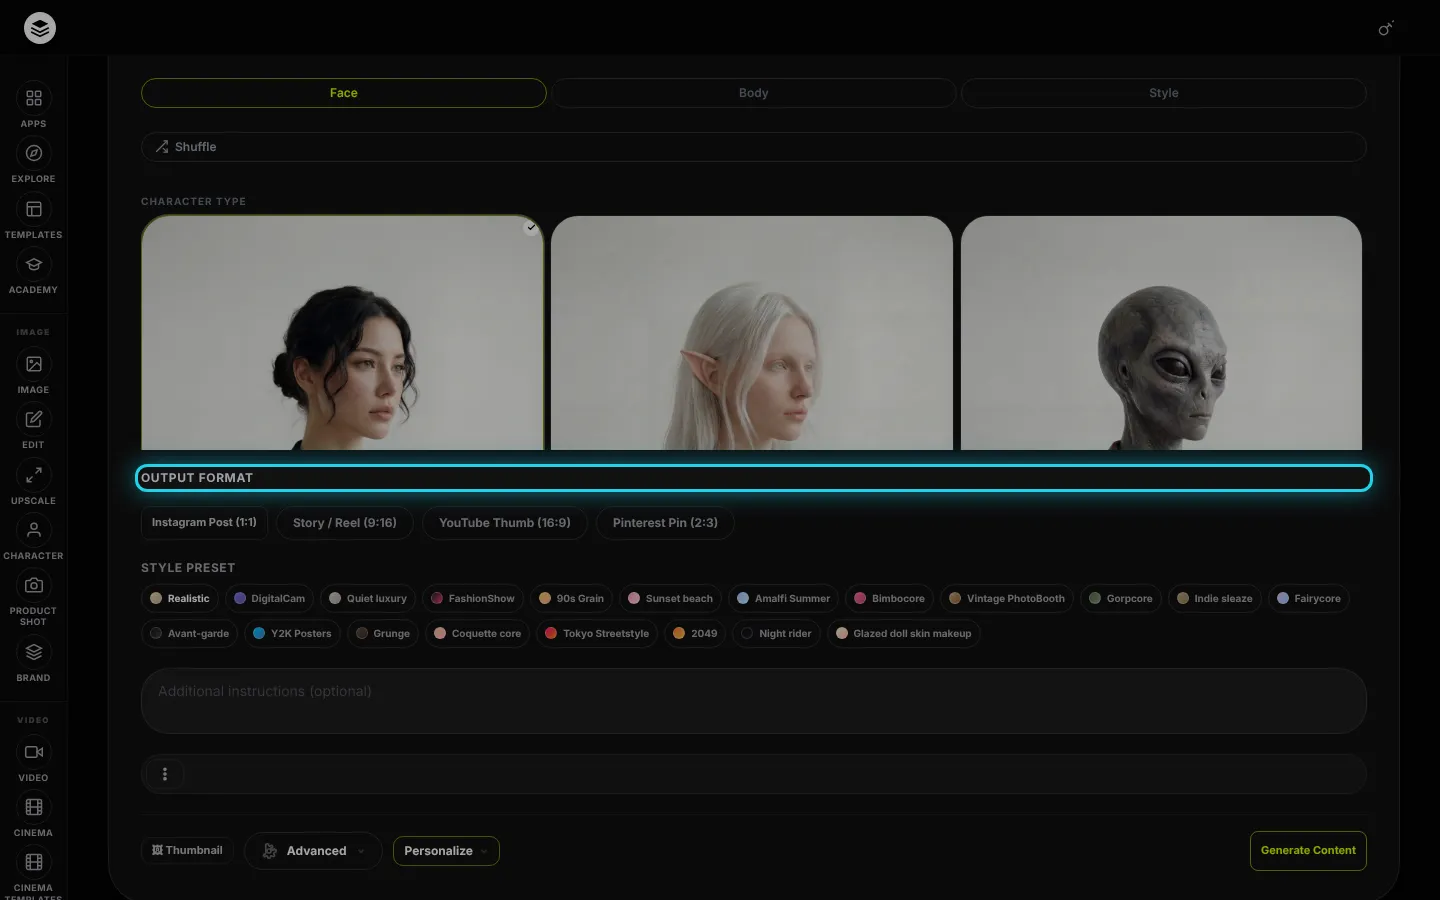 Face
Body
Style
Shuffle
APPS
EXPLORE
TEMPLATES
ACADEMY
IMAGE
IMAGE
EDIT
UPSCALE
CHARACTER
PRODUCT
SHOT
BRAND
VIDEO
VIDEO
CINEMA
CINEMA
TEMPLATES
CHARACTER TYPE
OUTPUT FORMAT
Instagram Post (1:1)
Story / Reel (9:16)
YouTube Thumb (16:9)
Pinterest Pin (2:3)
STYLE PRESET
Realistic
DigitalCam
Quiet luxury
FashionShow
90s Grain
Sunset beach
Amalfi Summer
Bimbocore
Vintage PhotoBooth
Gorpcore
Indie sleaze
Fairycore
Avant-garde
Y2K Posters
Grunge
Coquette core
Tokyo Streetstyle
2049
Night rider
Glazed doll skin makeup
Additional instructions (optional)
Thumbnail
Advanced
Personalize
Generate Content